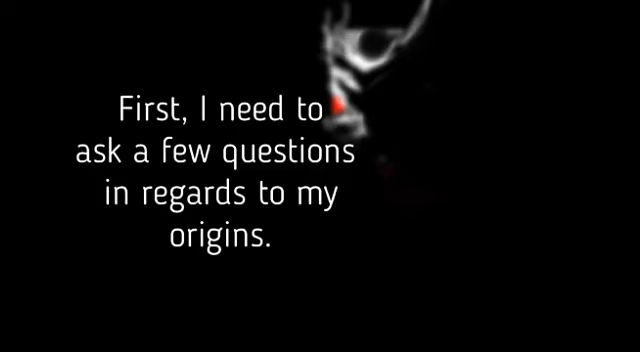 First, I need to
ask a few questions
in regards to my
origins.